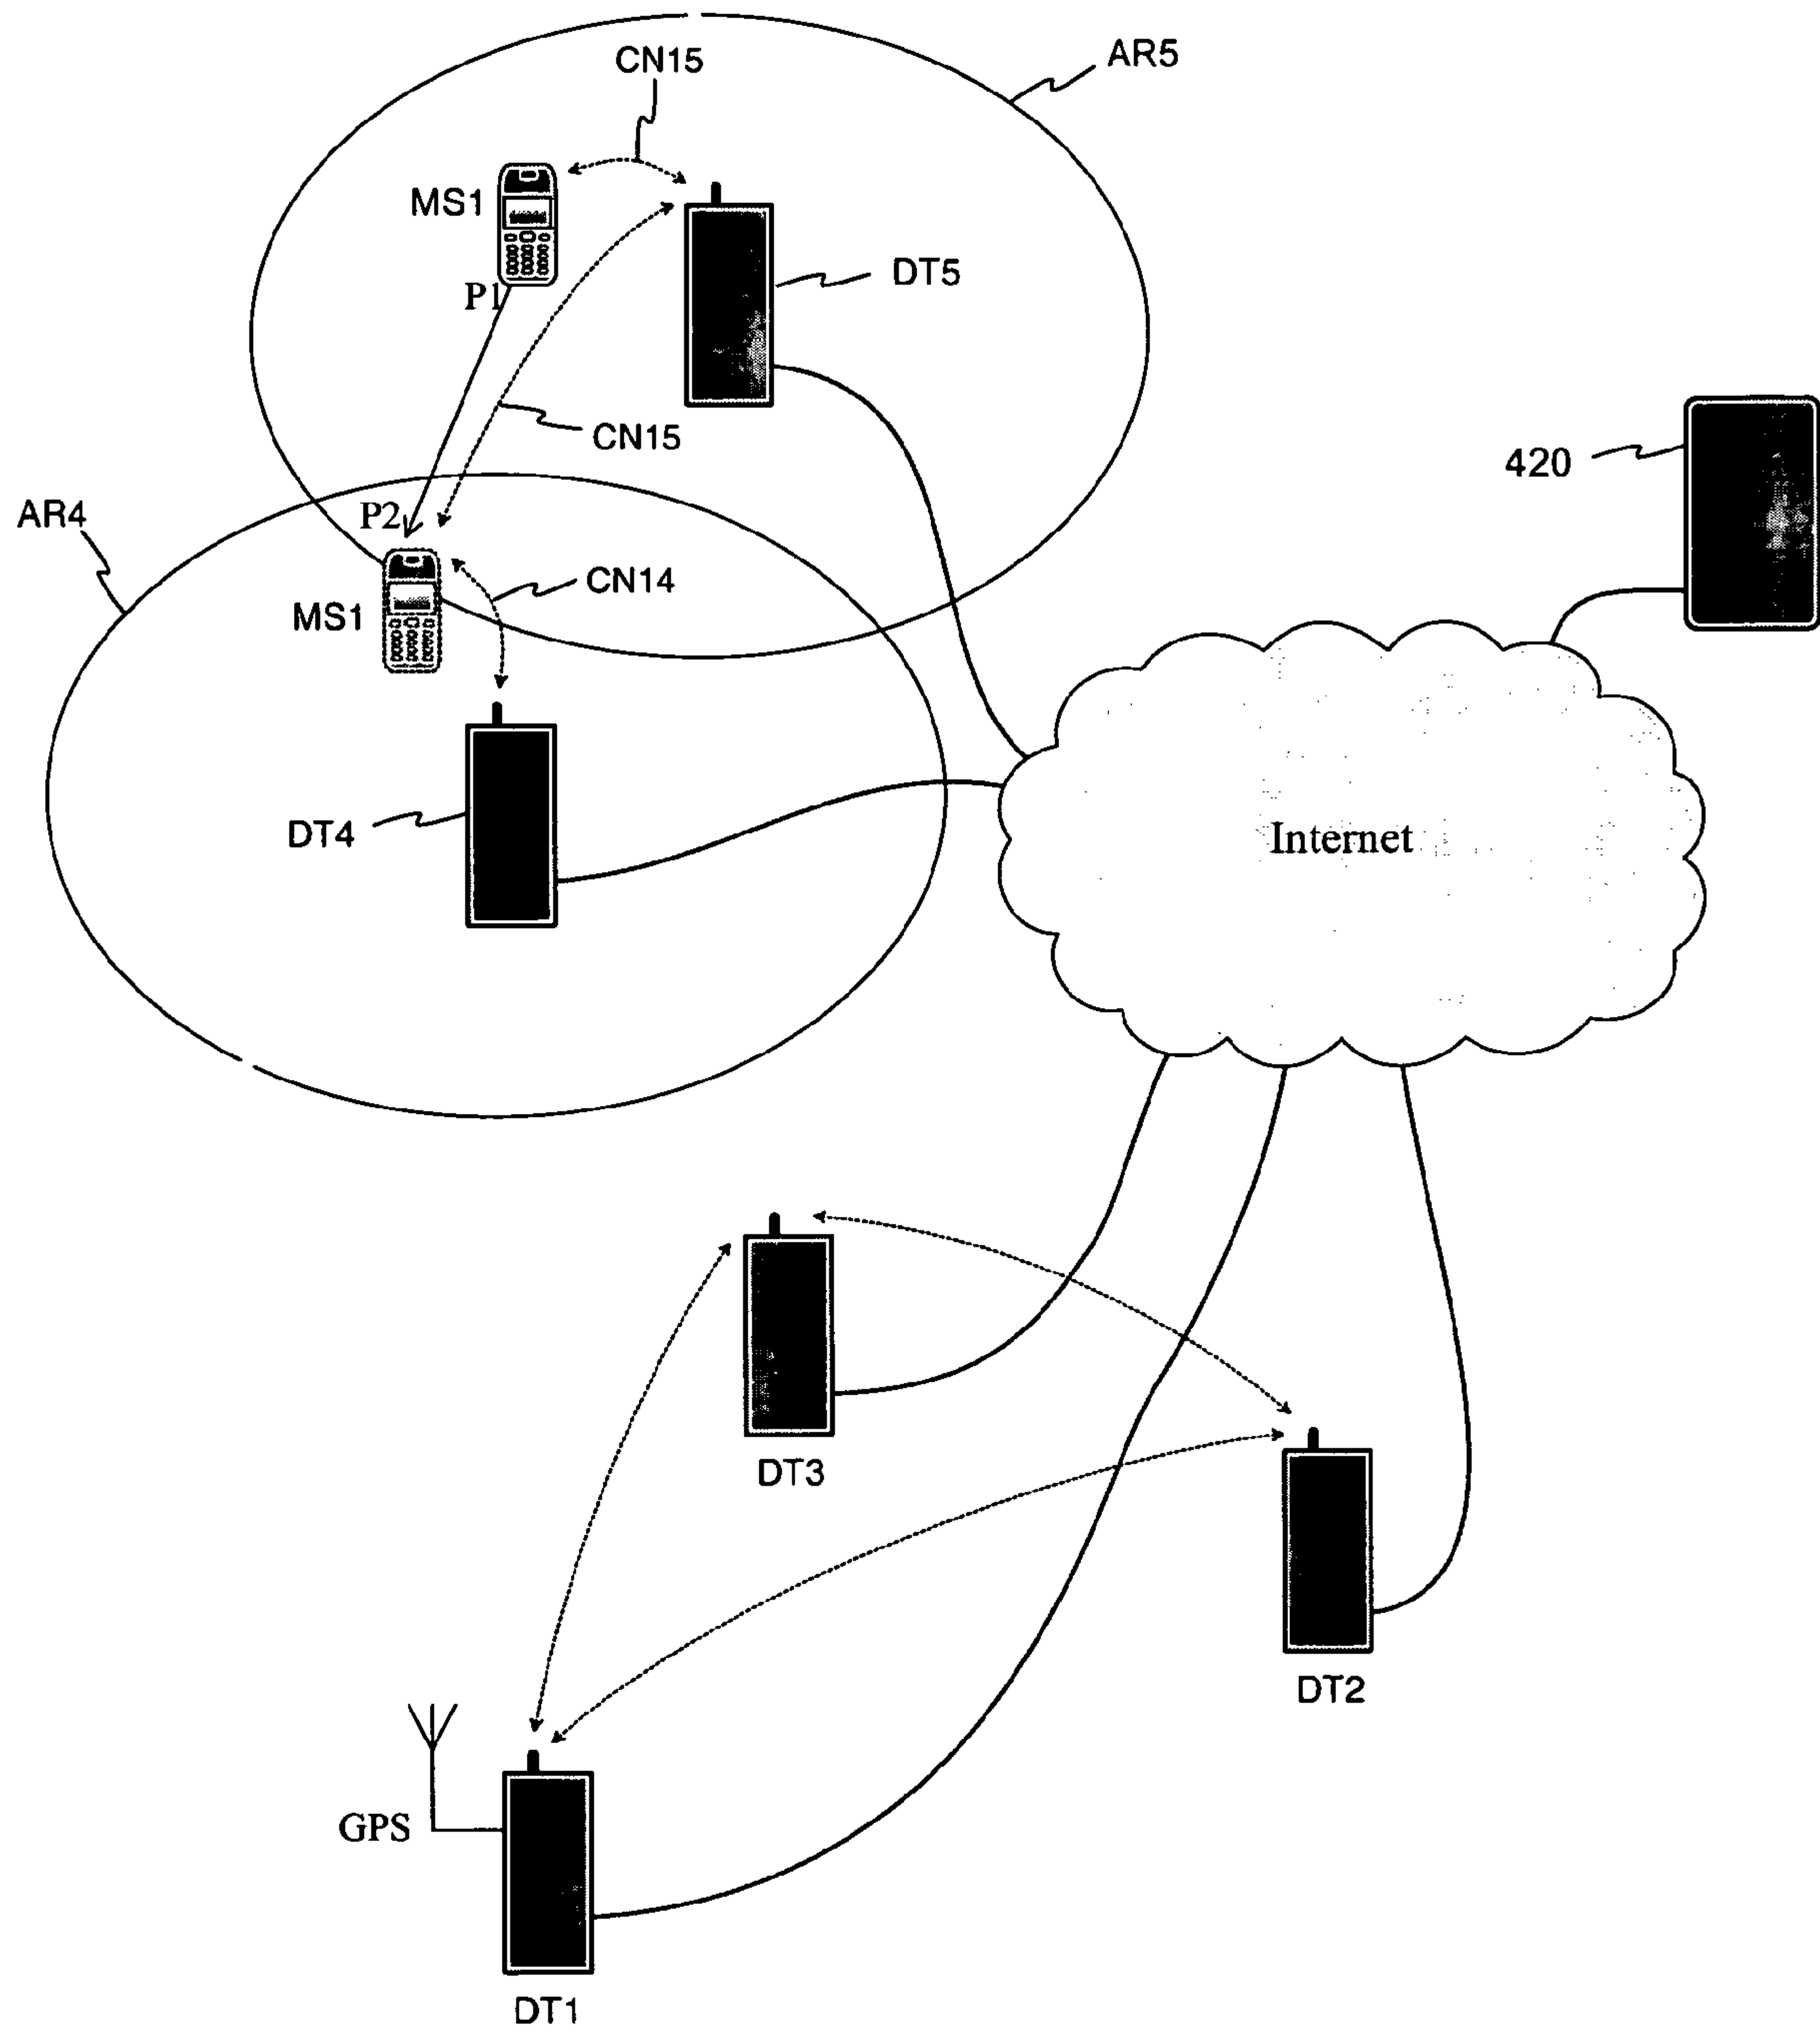 CN15
AR5
MS1
P1
DT5
CN15
420
AR4
P2
CN14
MS1
DT4
Internet
DT3
DT2
GPS
DT1